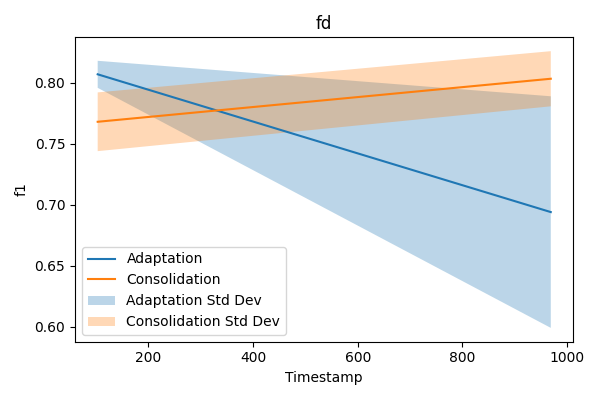 fd
f1
0.80
0.75
0.70
0.65
0.60
Adaptation
Consolidation
Adaptation Std Dev
Consolidation Std Dev
200 400 600 800 1000
Timestamp